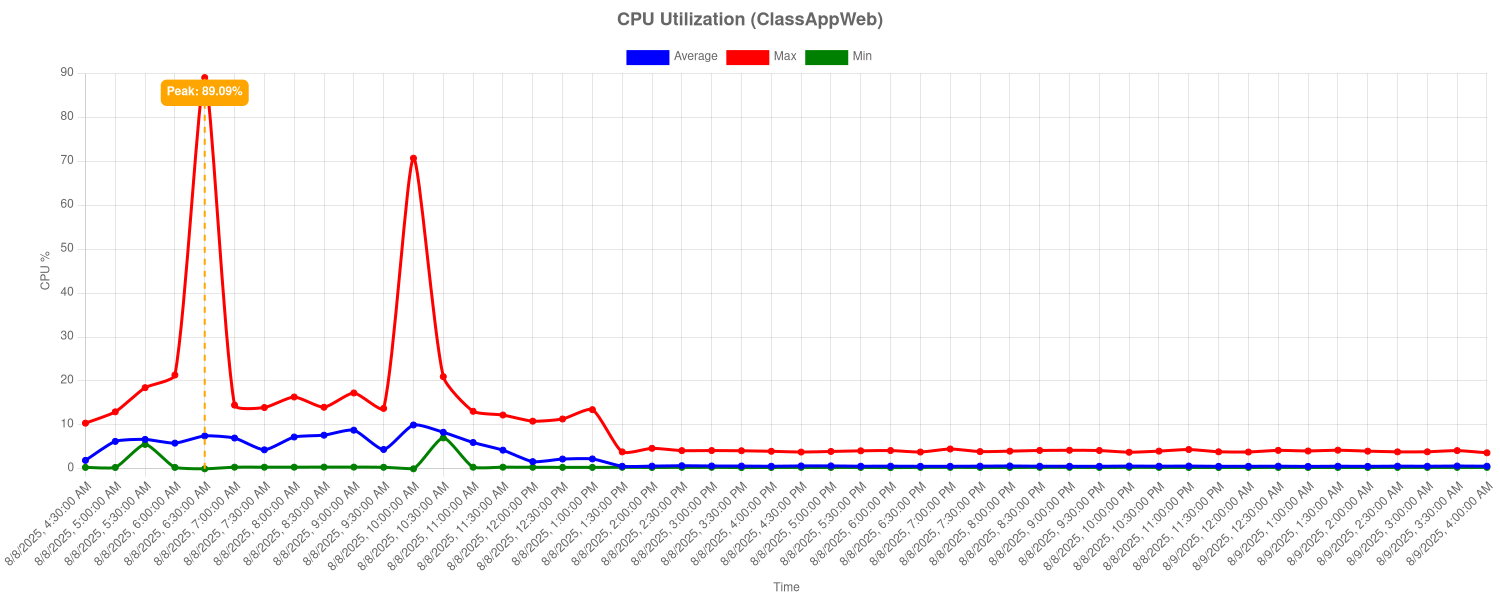 CPU Utilization (ClassAppWeb)
Average Max Min
90
Peak: 89.09%
80
70
60
50
40
30
20
10
0
CPU %
8/8/2025, 4:30:00 AM
8/8/2025, 5:00:00 AM
8/8/2025, 5:30:00 AM
8/8/2025, 6:00:00 AM
8/8/2025, 6:30:00 AM
8/8/2025, 7:00:00 AM
8/8/2025, 7:30:00 AM
8/8/2025, 8:00:00 AM
8/8/2025, 8:30:00 AM
8/8/2025, 9:00:00 AM
8/8/2025, 9:30:00 AM
8/8/2025, 10:00:00 AM
8/8/2025, 10:30:00 AM
8/8/2025, 11:00:00 AM
8/8/2025, 11:30:00 AM
8/8/2025, 12:00:00 PM
8/8/2025, 12:30:00 PM
8/8/2025, 1:00:00 PM
8/8/2025, 1:30:00 PM
8/8/2025, 2:00:00 PM
8/8/2025, 2:30:00 PM
8/8/2025, 3:00:00 PM
8/8/2025, 3:30:00 PM
8/8/2025, 4:00:00 PM
8/8/2025, 4:30:00 PM
8/8/2025, 5:00:00 PM
8/8/2025, 5:30:00 PM
8/8/2025, 6:00:00 PM
8/8/2025, 6:30:00 PM
8/8/2025, 7:00:00 PM
8/8/2025, 7:30:00 PM
8/8/2025, 8:00:00 PM
8/8/2025, 8:30:00 PM
8/8/2025, 9:00:00 PM
8/8/2025, 9:30:00 PM
8/8/2025, 10:00:00 PM
8/8/2025, 10:30:00 PM
8/8/2025, 11:00:00 PM
8/8/2025, 11:30:00 PM
8/9/2025, 12:00:00 AM
8/9/2025, 12:30:00 AM
8/9/2025, 1:00:00 AM
8/9/2025, 1:30:00 AM
8/9/2025, 2:00:00 AM
8/9/2025, 2:30:00 AM
8/9/2025, 3:00:00 AM
8/9/2025, 3:30:00 AM
8/9/2025, 4:00:00 AM
Time